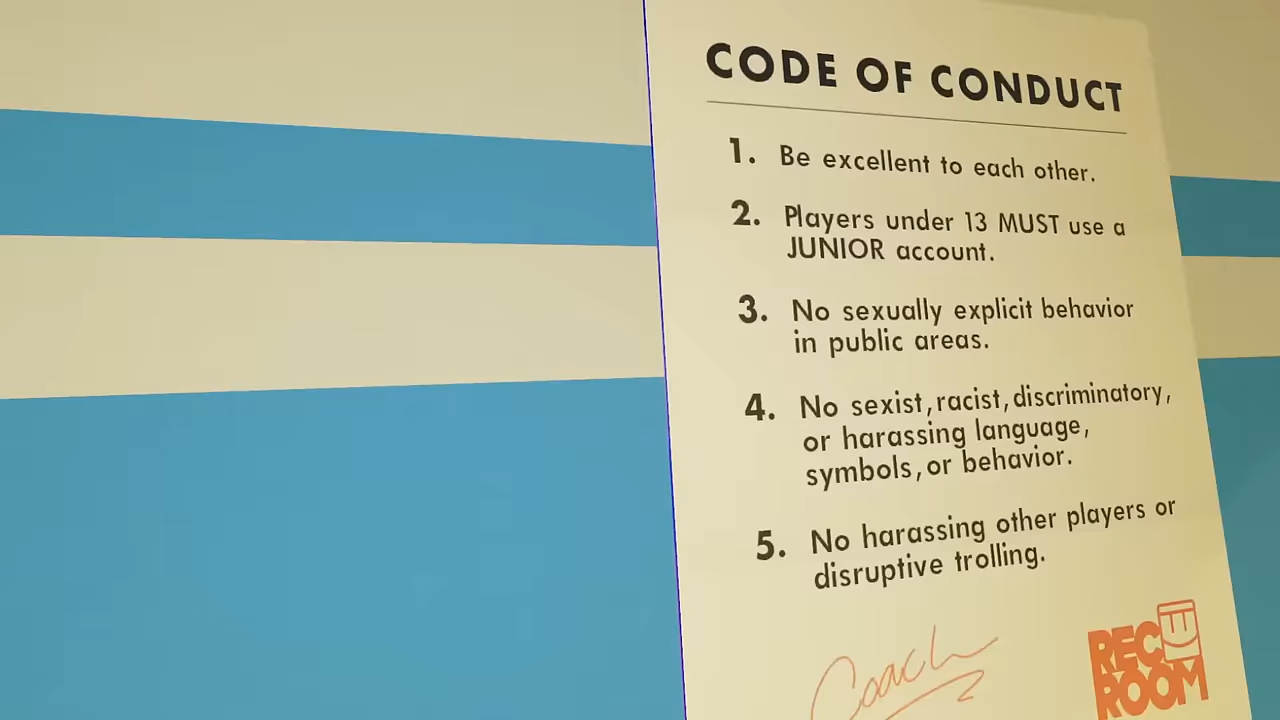 CODE OF CONDUCT
1. Be excellent to each other.
2. Players under 13 MUST use a
JUNIOR account.
3. No sexually explicit behavior
in public areas.
4. No sexist, racist, discriminatory,
or harassing language,
symbols, or behavior.
5. No harassing other players or
disruptive trolling.
Coach
REC
ROOM